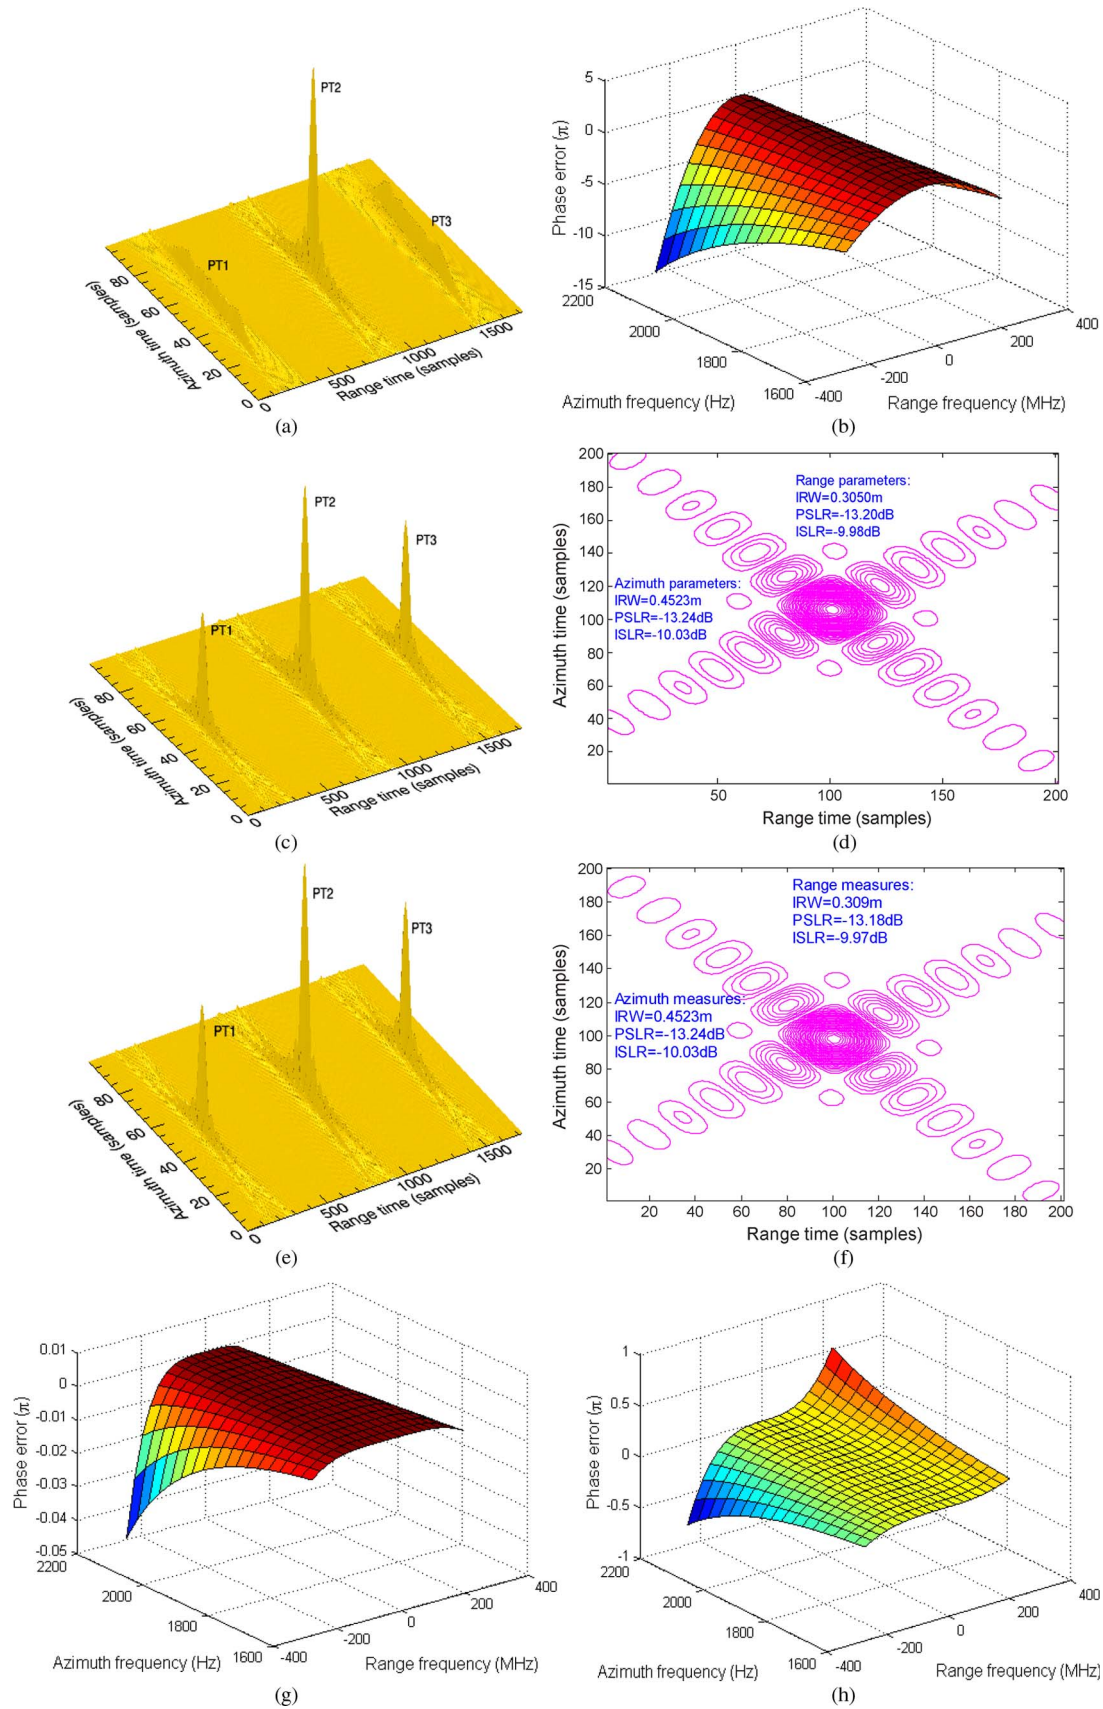 PT2
PT3
PT1
80
60
40
20
0
Azimuth time (samples)
0
500
1000
1500
Range time (samples)
(a)
5
0
-5
-10
-15
Phase error (π)
2200
2000
1800
1600
Azimuth frequency (Hz)
-400
-200
0
200
400
Range frequency (MHz)
(b)
PT2
PT3
PT1
80
60
40
20
0
Azimuth time (samples)
0
500
1000
1500
Range time (samples)
(c)
200
180
160
140
120
100
80
60
40
20
Azimuth time (samples)
Range parameters:
IRW=0.3050m
PSLR=-13.20dB
ISLR=-9.98dB
Azimuth parameters:
IRW=0.4523m
PSLR=-13.24dB
ISLR=-10.03dB
50
100
150
200
Range time (samples)
(d)
PT2
PT3
PT1
80
60
40
20
0
Azimuth time (samples)
0
500
1000
1500
Range time (samples)
(e)
200
180
160
140
120
100
80
60
40
20
Azimuth time (samples)
Range measures:
IRW=0.309m
PSLR=-13.18dB
ISLR=-9.97dB
Azimuth measures:
IRW=0.4523m
PSLR=-13.24dB
ISLR=-10.03dB
20
40
60
80
100
120
140
160
180
200
Range time (samples)
(f)
0.01
0
-0.01
-0.02
-0.03
-0.04
-0.05
Phase error (π)
2200
2000
1800
1600
Azimuth frequency (Hz)
-400
-200
0
200
400
Range frequency (MHz)
(g)
1
0.5
0
-0.5
-1
Phase error (π)
2200
2000
1800
1600
Azimuth frequency (Hz)
-400
-200
0
200
400
Range frequency (MHz)
(h)